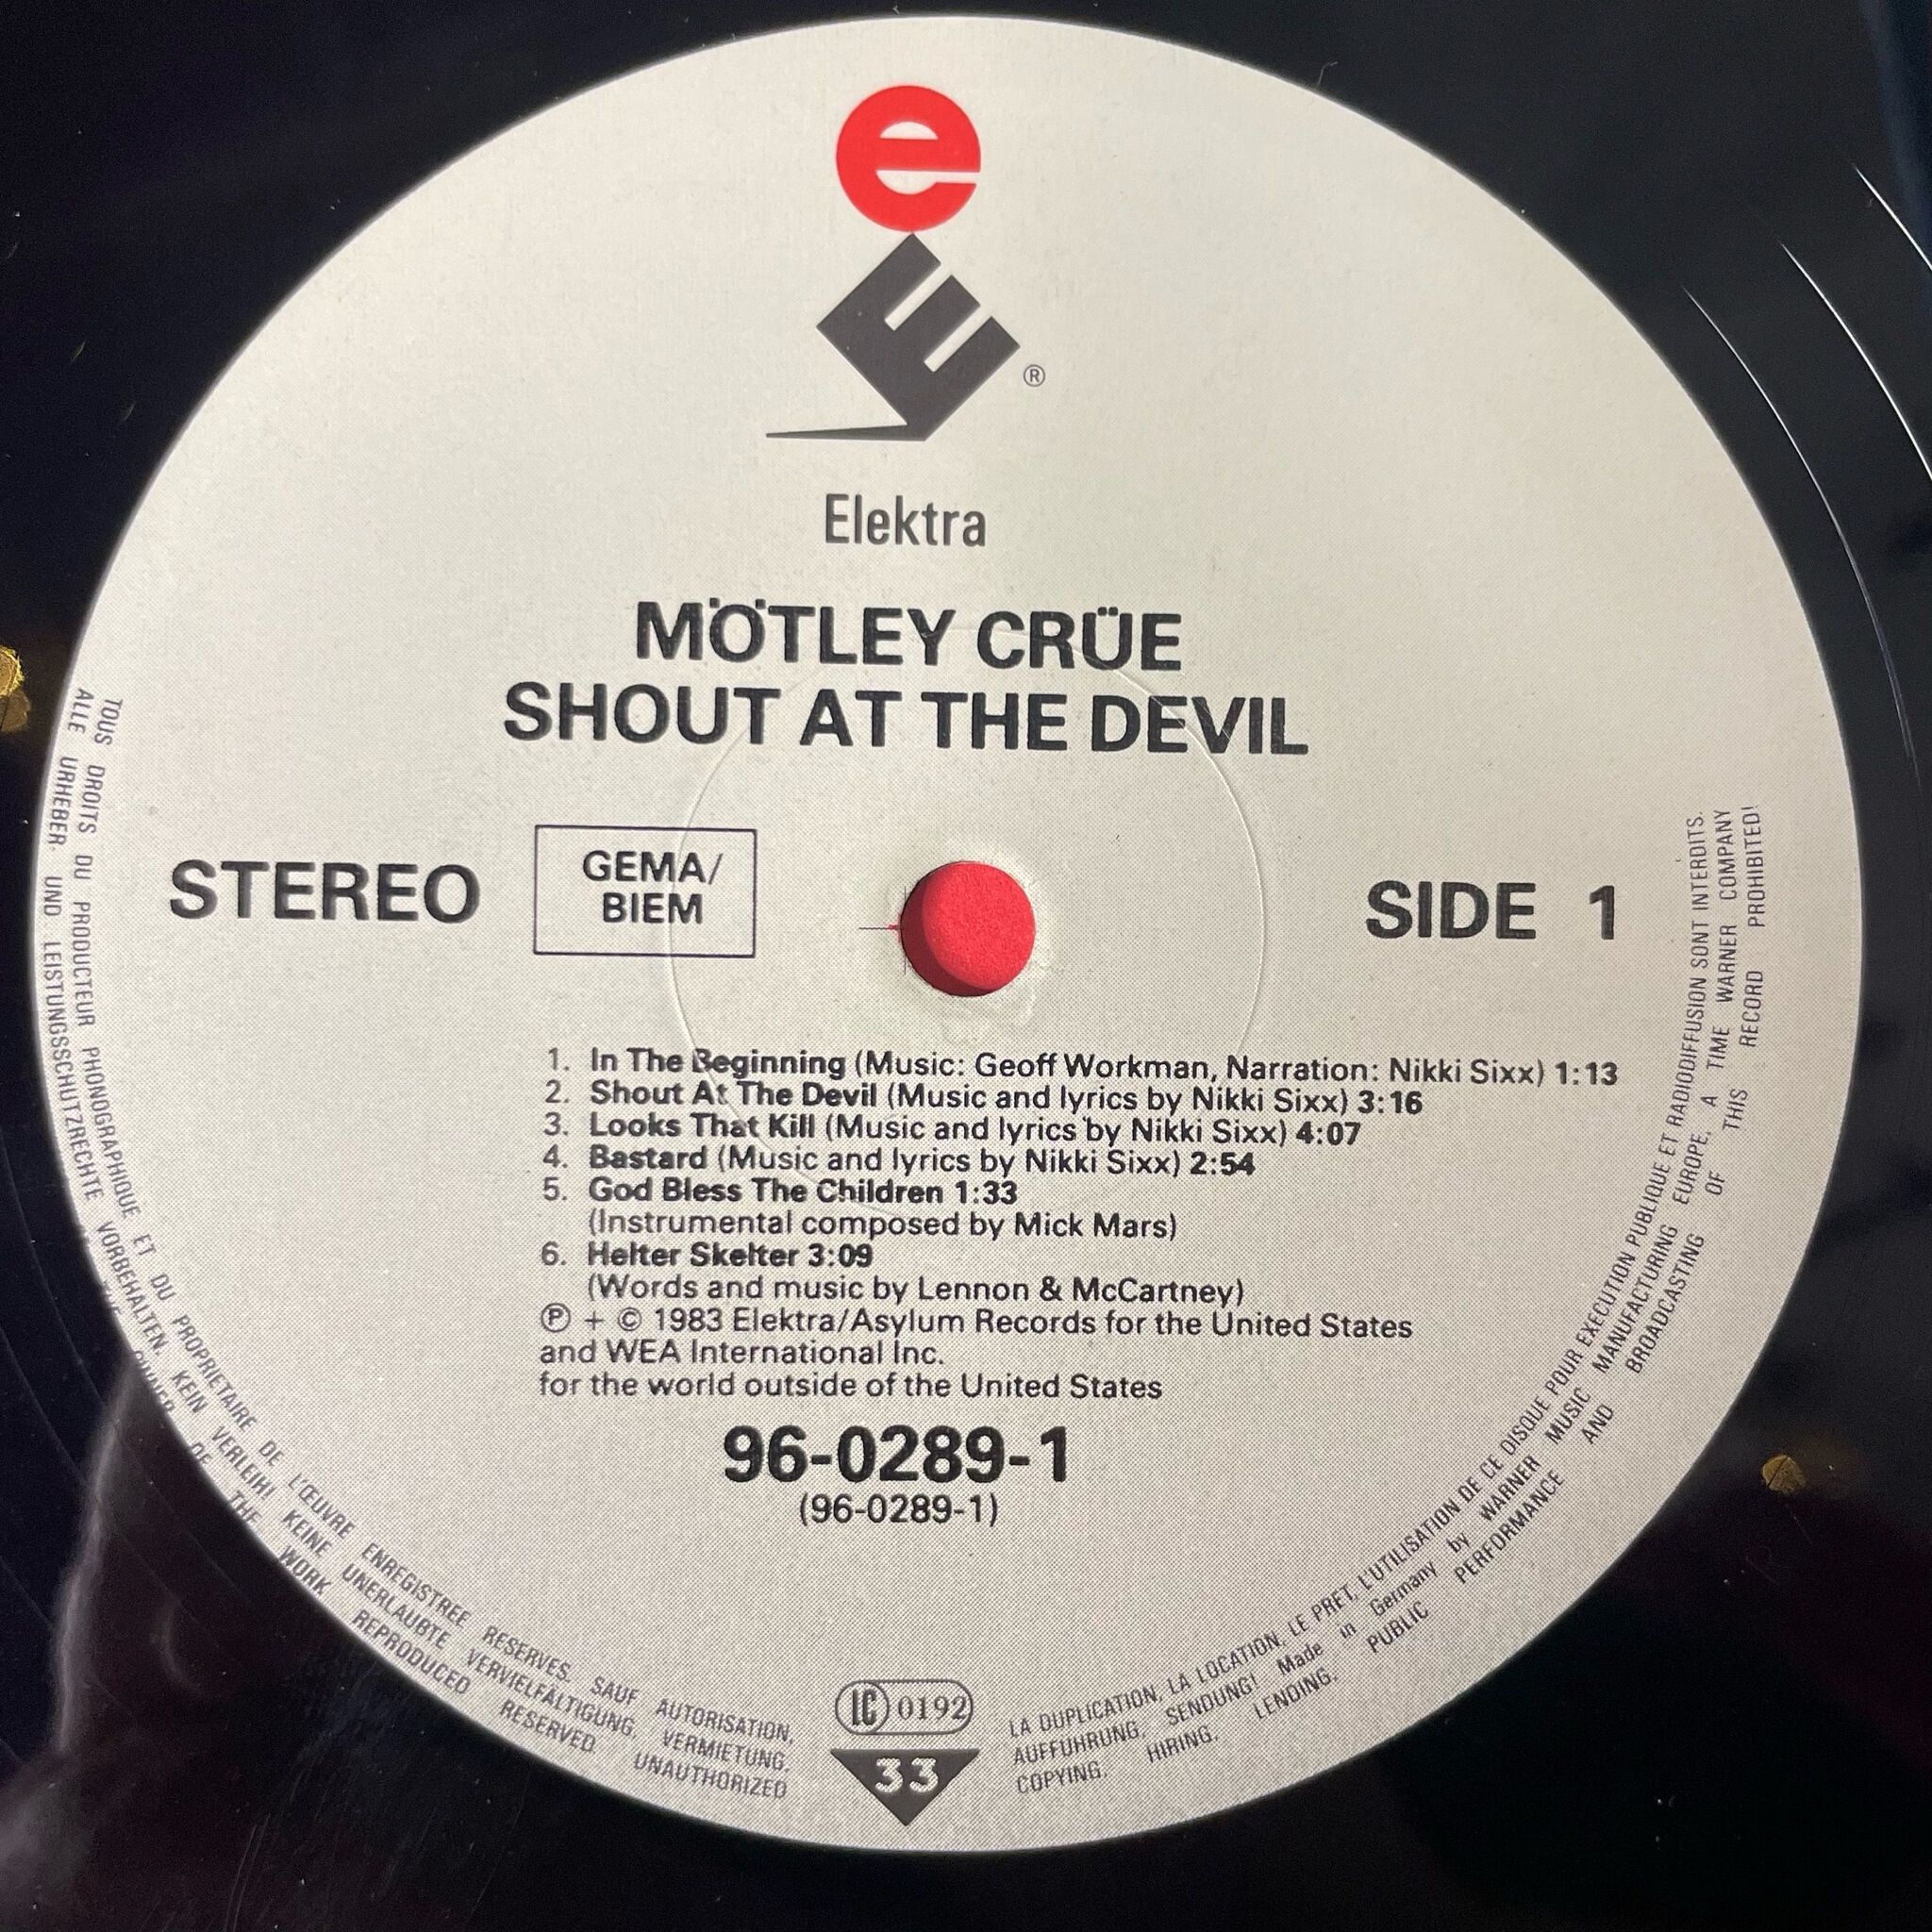 e
E ®
Elektra
MÖTLEY CRÜE
SHOUT AT THE DEVIL
STEREO
GEMA/
BIEM
SIDE 1
1. In The Beginning (Music: Geoff Workman, Narration: Nikki Sixx) 1:13
2. Shout At The Devil (Music and lyrics by Nikki Sixx) 3:16
3. Looks That Kill (Music and lyrics by Nikki Sixx) 4:07
4. Bastard (Music and lyrics by Nikki Sixx) 2:54
5. God Bless The Children 1:33
(Instrumental composed by Mick Mars)
6. Helter Skelter 3:09
(Words and music by Lennon & McCartney)
℗ + © 1983 Elektra/Asylum Records for the United States
and WEA International Inc.
for the world outside of the United States
96-0289-1
(96-0289-1)
LC 0192
33
TOUS DROITS DU PRODUCTEUR PHONOGRAPHIQUE ET DU PROPRIETAIRE DE L'ŒUVRE ENREGISTREE RESERVES. SAUF AUTORISATION, LA DUPLICATION, LA LOCATION, LE PRET, L'UTILISATION DE CE DISQUE POUR EXECUTION PUBLIQUE ET RADIODIFFUSION SONT INTERDITS.
ALLE URHEBER- UND LEISTUNGSSCHUTZRECHTE VORBEHALTEN. KEIN VERLEIH! KEINE UNERLAUBTE VERVIELFÄLTIGUNG, VERMIETUNG, AUFFUHRUNG, SENDUNG! Made in Germany by WARNER MUSIC MANUFACTURING EUROPE, A TIME WARNER COMPANY
OWNER OF THE WORK REPRODUCED RESERVED. UNAUTHORIZED COPYING, HIRING, LENDING, PUBLIC PERFORMANCE AND BROADCASTING OF THIS RECORD PROHIBITED!